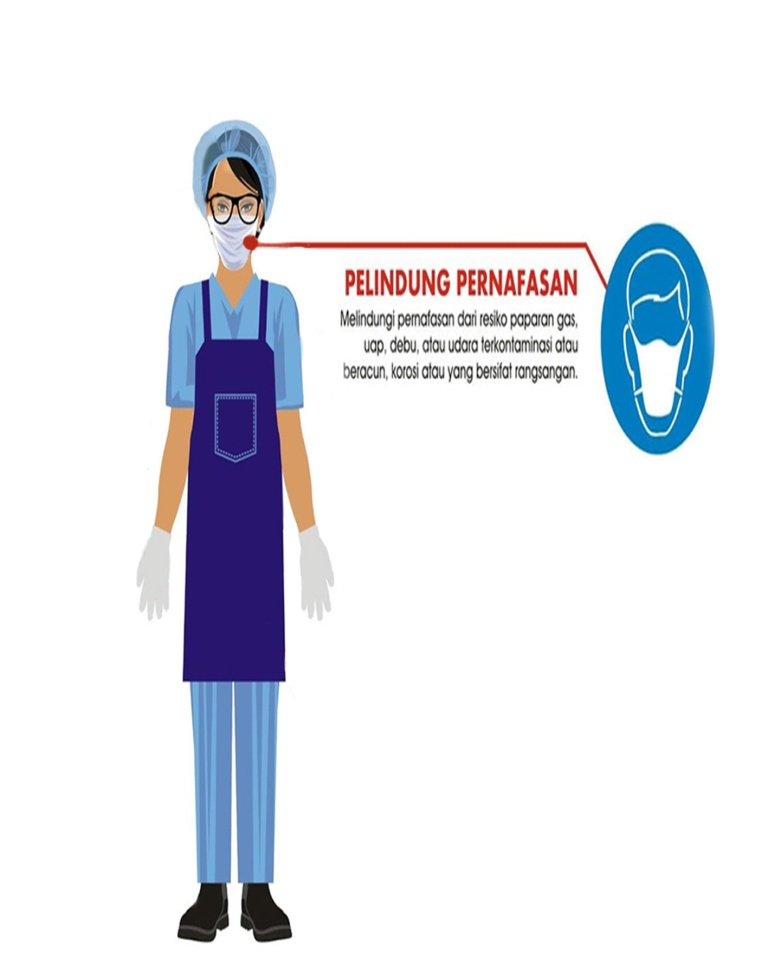 PELINDUNG PERNAFASAN
Melindungi pernafasan dari resiko paparan gas,
uap, debu, atau udara terkontaminasi atau
beracun, korosi atau yang bersifat rangsangan.